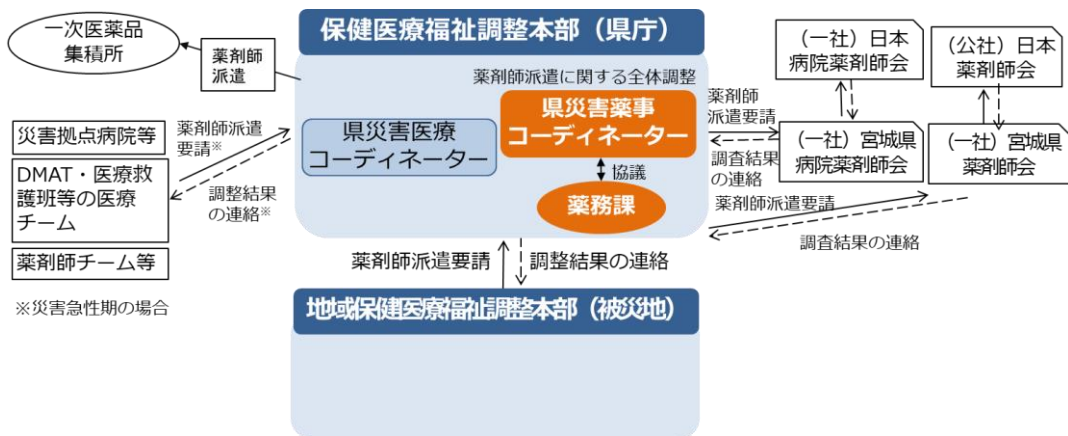 一次医薬品
集積所
薬剤師
派遣
保健医療福祉調整本部（県庁）
薬剤師派遣に関する全体調整
県災害医療
コーディネーター
県災害薬事
コーディネーター
協議
薬務課
災害拠点病院等
DMAT・医療救
護班等の医療
チーム
薬剤師チーム等
※災害急性期の場合
薬剤師派遣
要請※
調整結果
の連絡※
（一社）日本
病院薬剤師会
（公社）日本
薬剤師会
薬剤師
派遣要請
調査結果
の連絡
（一社）宮城県
病院薬剤師会
（一社）宮城県
薬剤師会
薬剤師派遣要請
調査結果の連絡
薬剤師派遣要請
調整結果の連絡
地域保健医療福祉調整本部（被災地）